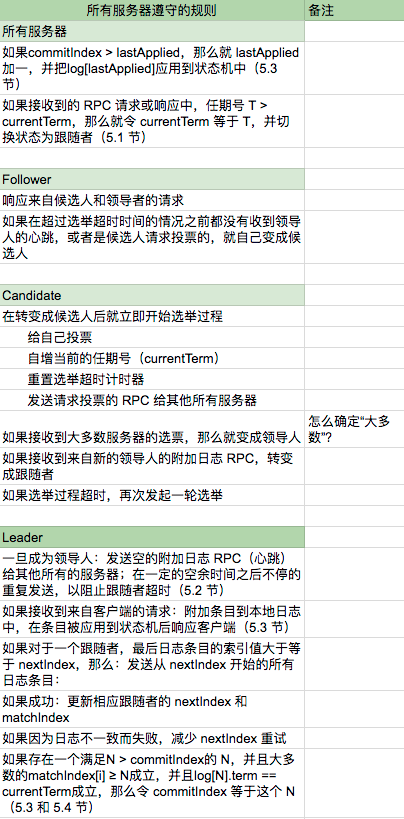 所有服务器遵守的规则 备注
所有服务器
如果commitIndex > lastApplied，那么就 lastApplied
加一，并把log[lastApplied]应用到状态机中（5.3
节）
如果接收到的 RPC 请求或响应中，任期号 T >
currentTerm，那么就令 currentTerm 等于 T，并切
换状态为跟随者（5.1 节）
Follower
响应来自候选人和领导者的请求
如果在超过选举超时时间的情况之前都没有收到领导
人的心跳，或者是候选人请求投票的，就自己变成候
选人
Candidate
在转变成候选人后就立即开始选举过程
给自己投票
自增当前的任期号（currentTerm）
重置选举超时计时器
发送请求投票的 RPC 给其他所有服务器
如果接收到大多数服务器的选票，那么就变成领导人
怎么确定“大多
数”?
如果接收到来自新的领导人的附加日志 RPC，转变
成跟随者
如果选举过程超时，再次发起一轮选举
Leader
一旦成为领导人：发送空的附加日志 RPC（心跳）
给其他所有的服务器；在一定的空余时间之后不停的
重复发送，以阻止跟随者超时（5.2 节）
如果接收到来自客户端的请求：附加条目到本地日志
中，在条目被应用到状态机后响应客户端（5.3 节）
如果对于一个跟随者，最后日志条目的索引值大于等
于 nextIndex，那么：发送从 nextIndex 开始的所有
日志条目：
如果成功：更新相应跟随者的 nextIndex 和
matchIndex
如果因为日志不一致而失败，减少 nextIndex 重试
如果存在一个满足N > commitIndex的 N，并且大多
数的matchIndex[i] ≥ N成立，并且log[N].term ==
currentTerm成立，那么令 commitIndex 等于这个 N
（5.3 和 5.4 节）